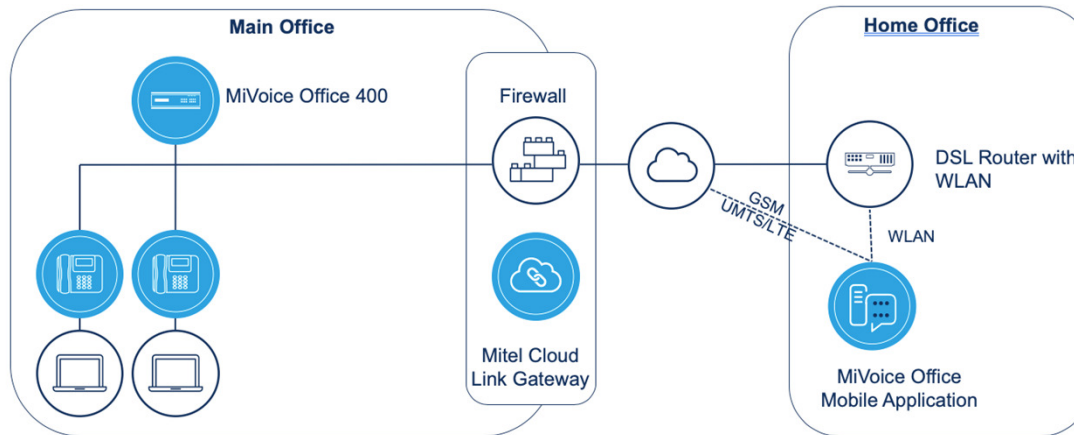 Main Office
MiVoice Office 400
Firewall
Mitel Cloud
Link Gateway
GSM
UMTS/LTE
Home Office
DSL Router with
WLAN
WLAN
MiVoice Office
Mobile Application